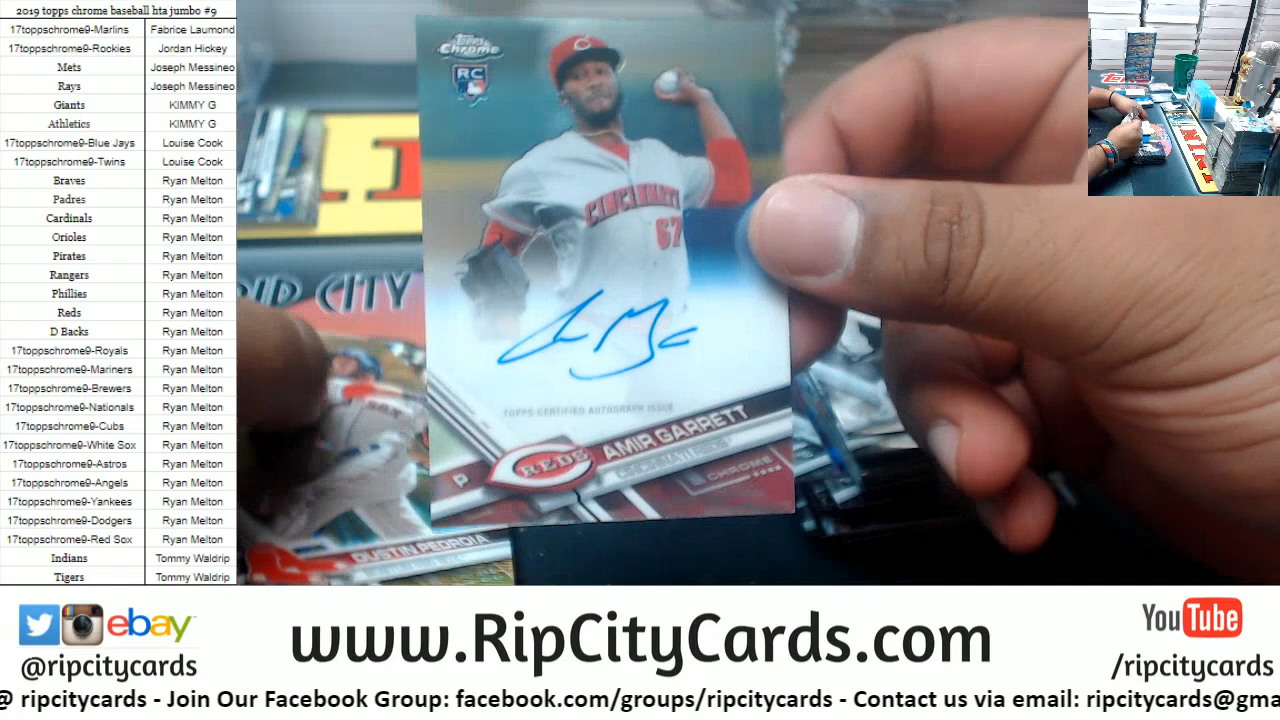 2019 topps chrome baseball hta jumbo #9
17toppschrome9-Marlins Fabrice Laumond
17toppschrome9-Rockies Jordan Hickey
Mets Joseph Messineo
Rays Joseph Messineo
Giants KIMMY G
Athletics KIMMY G
17toppschrome9-Blue Jays Louise Cook
17toppschrome9-Twins Louise Cook
Braves Ryan Melton
Padres Ryan Melton
Cardinals Ryan Melton
Orioles Ryan Melton
Pirates Ryan Melton
Rangers Ryan Melton
Phillies Ryan Melton
Reds Ryan Melton
D Backs Ryan Melton
17toppschrome9-Royals Ryan Melton
17toppschrome9-Mariners Ryan Melton
17toppschrome9-Brewers Ryan Melton
17toppschrome9-Nationals Ryan Melton
17toppschrome9-Cubs Ryan Melton
17toppschrome9-White Sox Ryan Melton
17toppschrome9-Astros Ryan Melton
17toppschrome9-Angels Ryan Melton
17toppschrome9-Yankees Ryan Melton
17toppschrome9-Dodgers Ryan Melton
17toppschrome9-Red Sox Ryan Melton
Indians Tommy Waldrip
Tigers Tommy Waldrip
Topps Chrome
RC
CINCINNATI
67
TOPPS CERTIFIED AUTOGRAPH ISSUE
AMIR GARRETT
REDS
P
CHROME
RIP CITY
DUSTIN PEDROIA
ebay
@ripcitycards
www.RipCityCards.com
YouTube
/ripcitycards
@ ripcitycards - Join Our Facebook Group: facebook.com/groups/ripcitycards - Contact us via email: ripcitycards@gma